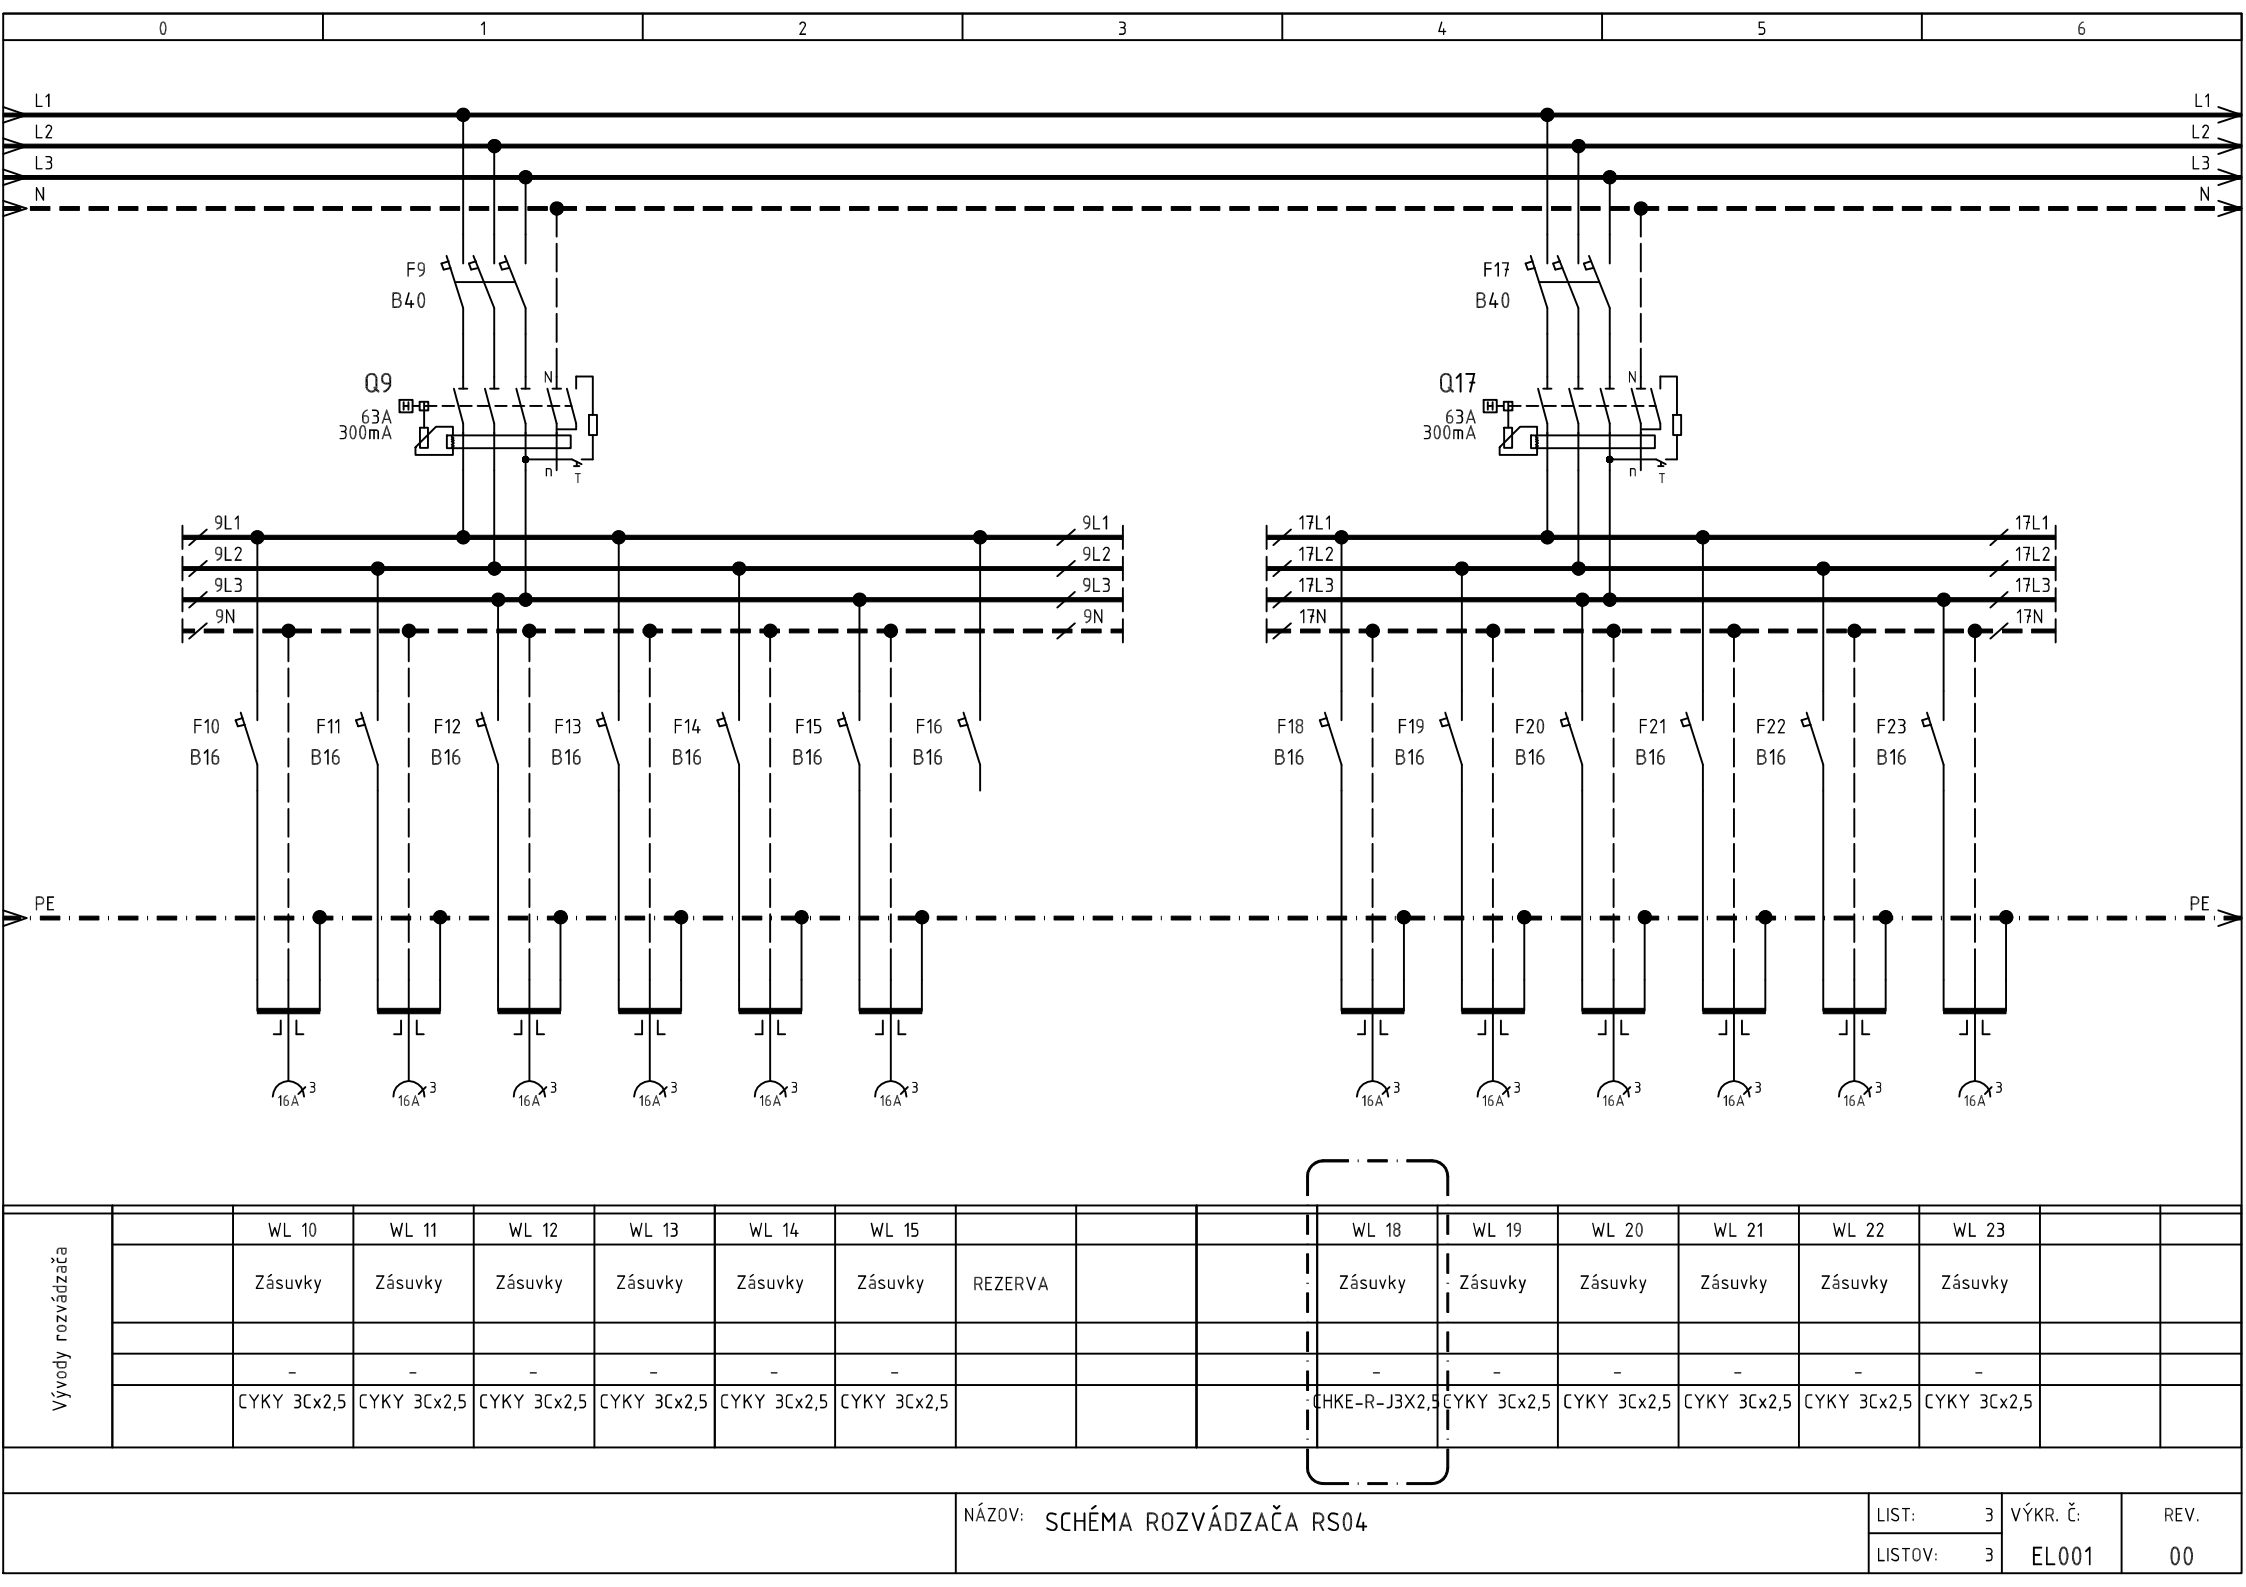 0 1 2 3 4 5 6
L1 L1
L2 L2
L3 L3
N N
F9 F17
B40 B40
Q9 N Q17 N
63A 63A
300mA 300mA
n T n T
9L1 9L1 17L1 17L1
9L2 9L2 17L2 17L2
9L3 9L3 17L3 17L3
9N 9N 17N 17N
F10 F11 F12 F13 F14 F15 F16 F18 F19 F20 F21 F22 F23
B16 B16 B16 B16 B16 B16 B16 B16 B16 B16 B16 B16 B16
PE PE
3 3 3 3 3 3 3 3 3 3 3 3
16A 16A 16A 16A 16A 16A 16A 16A 16A 16A 16A 16A
Vývody rozvádzača
WL 10 WL 11 WL 12 WL 13 WL 14 WL 15 WL 18 WL 19 WL 20 WL 21 WL 22 WL 23
Zásuvky Zásuvky Zásuvky Zásuvky Zásuvky Zásuvky REZERVA Zásuvky Zásuvky Zásuvky Zásuvky Zásuvky Zásuvky
- - - - - - - - - - - -
CYKY 3Cx2,5 CYKY 3Cx2,5 CYKY 3Cx2,5 CYKY 3Cx2,5 CYKY 3Cx2,5 CYKY 3Cx2,5 CHKE-R-J3X2,5 CYKY 3Cx2,5 CYKY 3Cx2,5 CYKY 3Cx2,5 CYKY 3Cx2,5 CYKY 3Cx2,5
NÁZOV: SCHÉMA ROZVÁDZAČA RS04
LIST: 3 VÝKR. Č: REV.
LISTOV: 3 EL001 00